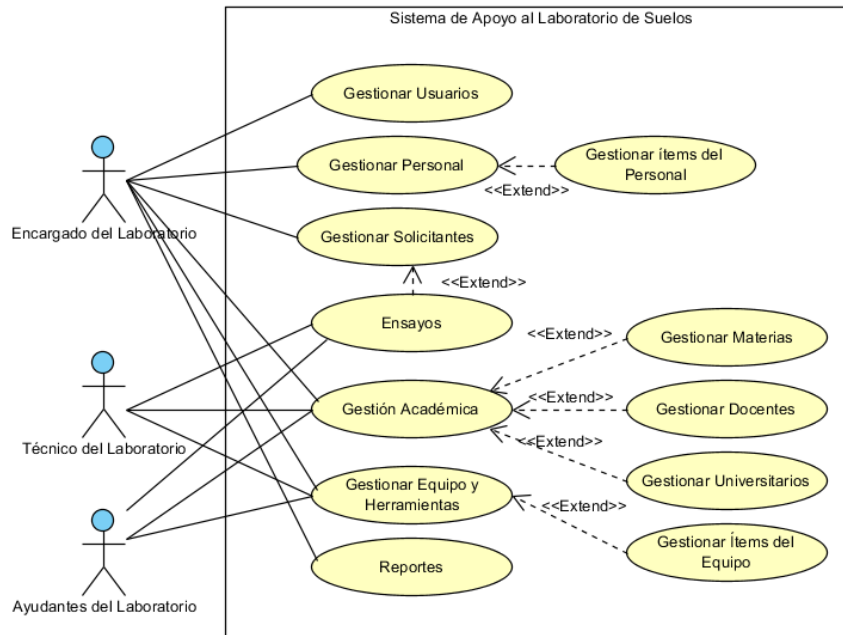 Sistema de Apoyo al Laboratorio de Suelos
Gestionar Usuarios
Gestionar Personal
Gestionar ítems del
Personal
<<Extend>>
Encargado del Laboratorio
Gestionar Solicitantes
<<Extend>>
Ensayos
<<Extend>>
Gestionar Materias
Técnico del Laboratorio
Gestión Académica
<<Extend>>
Gestionar Docentes
<<Extend>>
Gestionar Universitarios
Gestionar Equipo y
Herramientas
<<Extend>>
Gestionar Ítems del
Equipo
Reportes
Ayudantes del Laboratorio